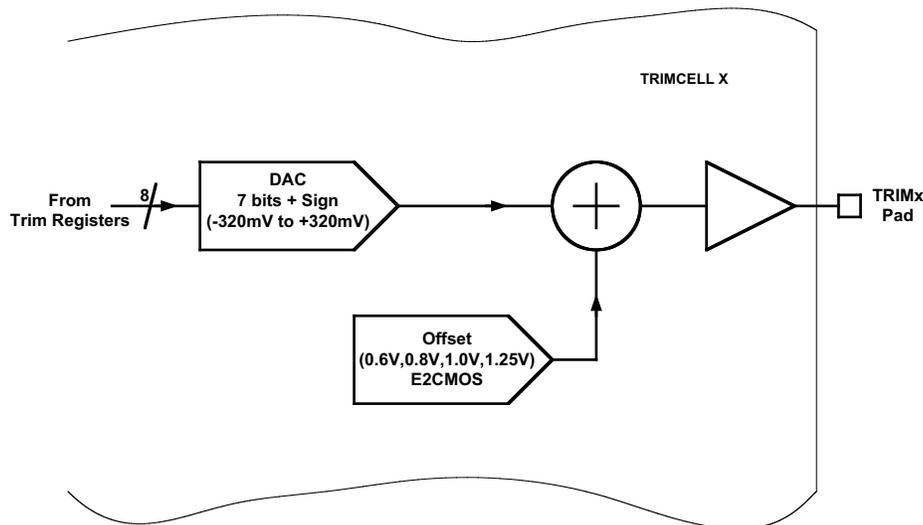 TRIMCELL X
DAC
7 bits + Sign
(-320mV to +320mV)
8
From
Trim Registers
TRIMx
Pad
Offset
(0.6V,0.8V,1.0V,1.25V)
E2CMOS